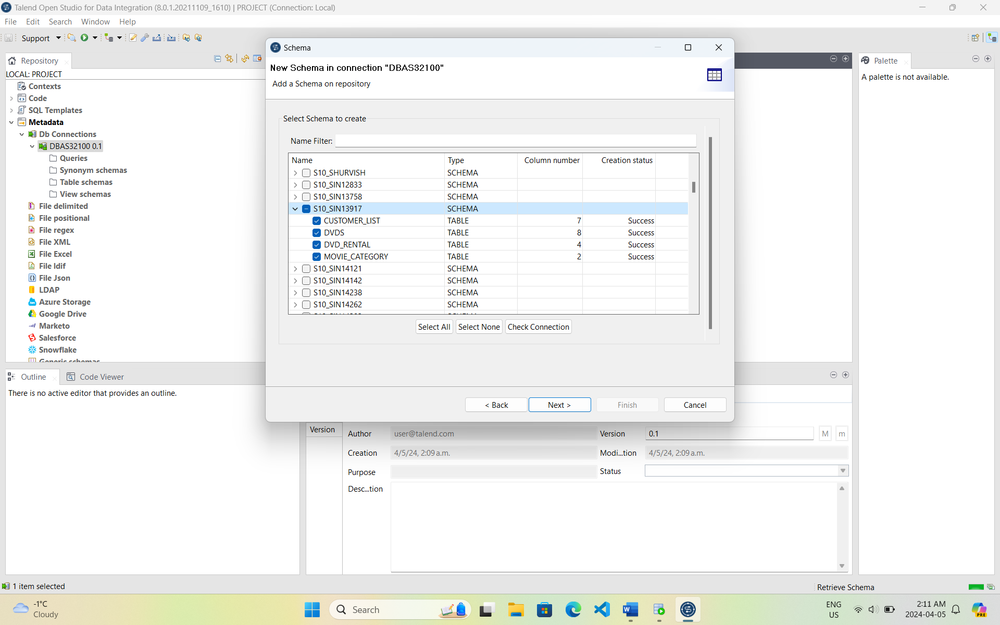 Talend Open Studio for Data Integration (8.0.1.20211109_1610) | PROJECT (Connection: Local)
File Edit Search Window Help
Support
Repository
LOCAL: PROJECT
Contexts
Code
SQL Templates
Metadata
Db Connections
DBAS32100 0.1
Queries
Synonym schemas
Table schemas
View schemas
File delimited
File positional
File regex
File XML
File Excel
File ldif
File Json
LDAP
Azure Storage
Google Drive
Marketo
Salesforce
Snowflake
Generic schemas
Schema
New Schema in connection "DBAS32100"
Add a Schema on repository
Select Schema to create
Name Filter:
Name Type Column number Creation status
S10_SHURVISH SCHEMA
S10_SIN12833 SCHEMA
S10_SIN13758 SCHEMA
S10_SIN13917 SCHEMA
CUSTOMER_LIST TABLE 7 Success
DVDS TABLE 8 Success
DVD_RENTAL TABLE 4 Success
MOVIE_CATEGORY TABLE 2 Success
S10_SIN14121 SCHEMA
S10_SIN14142 SCHEMA
S10_SIN14238 SCHEMA
S10_SIN14262 SCHEMA
Select All Select None Check Connection
< Back Next > Finish Cancel
Palette
A palette is not available.
Outline Code Viewer
There is no active editor that provides an outline.
Version
Author user@talend.com Version 0.1 M m
Creation 4/5/24, 2:09 a.m. Modi...tion 4/5/24, 2:09 a.m.
Purpose Status
Desc...tion
1 item selected
Retrieve Schema
-1°C
Cloudy
Search
ENG
US
2:11 AM
2024-04-05
PRE